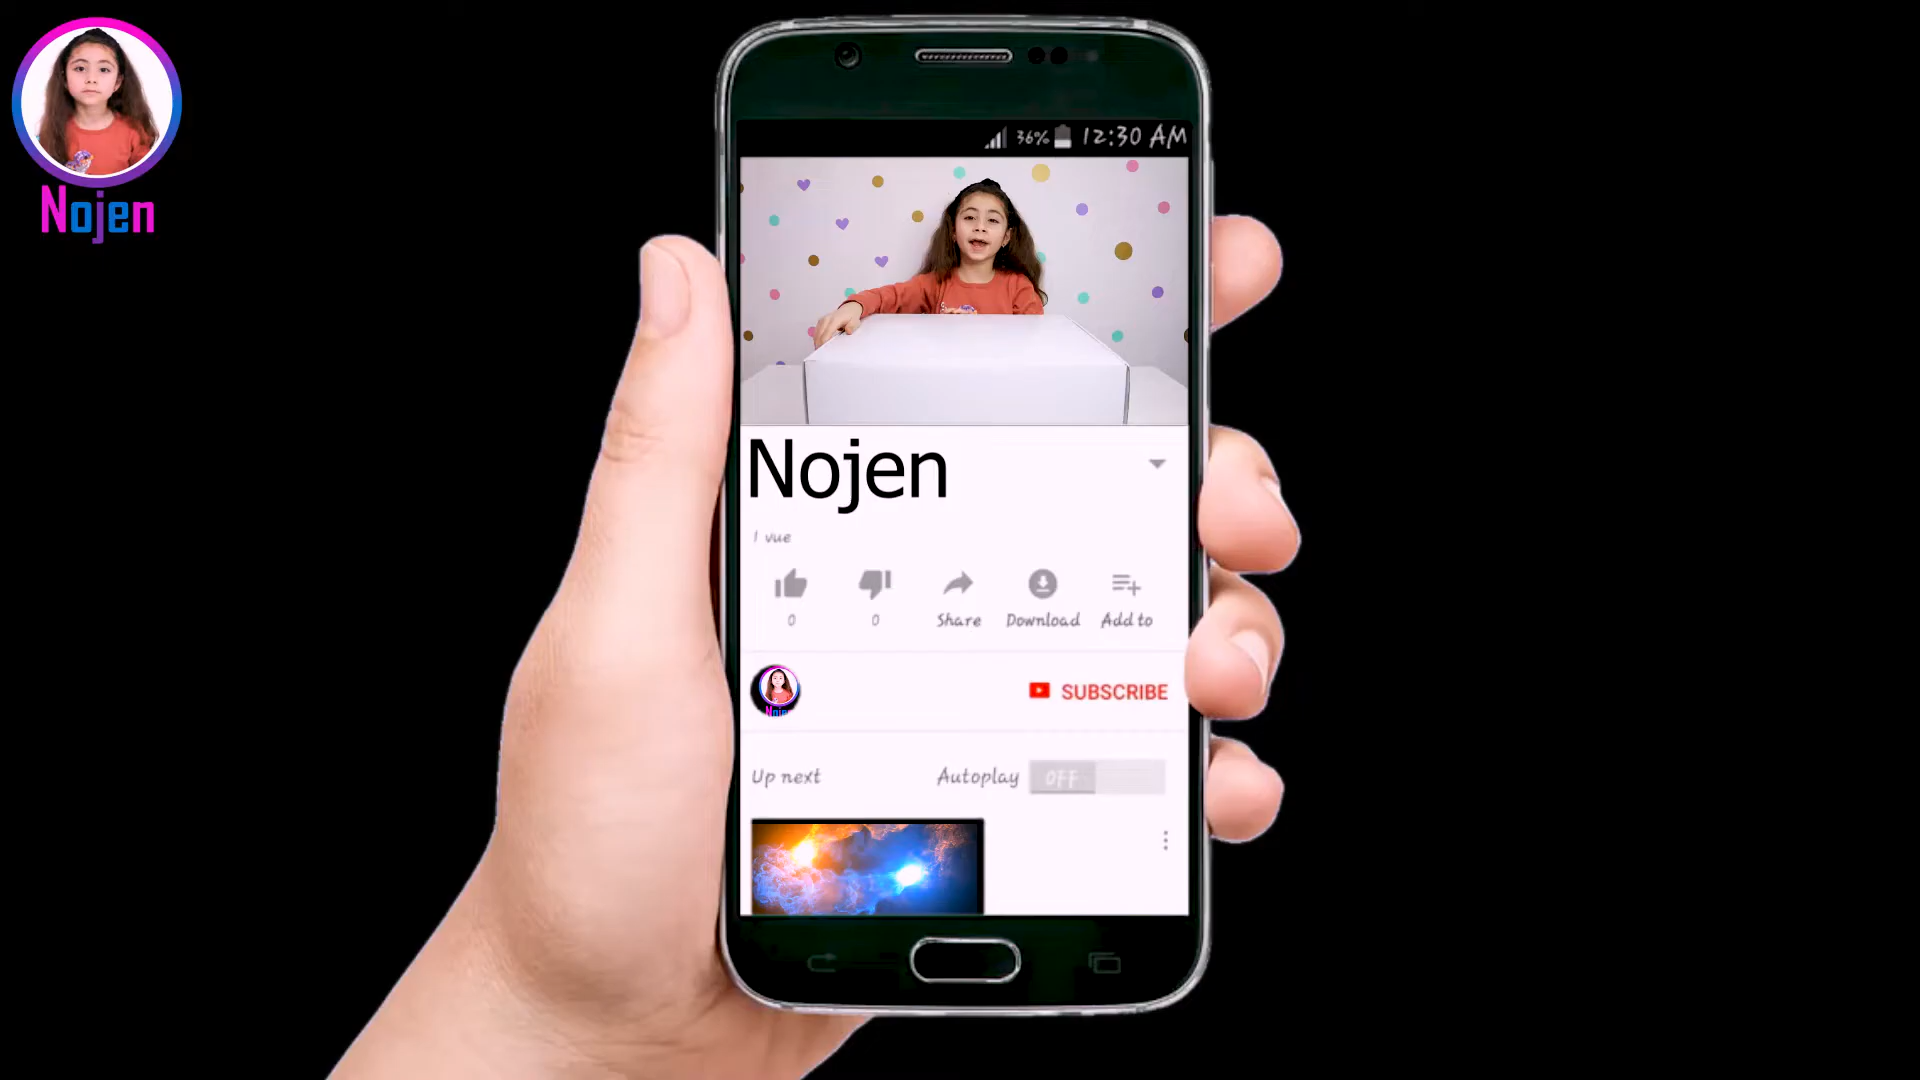 Nojen
36% 12:30 AM
Nojen
1 vue
0 0 Share Download Add to
SUBSCRIBE
Up next Autoplay OFF